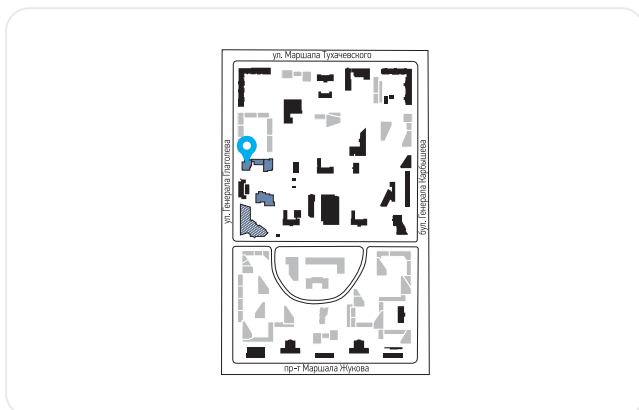 ул. Маршала Тухачевского
ул. Генерала Глаголева
бул. Генерала Карбышева
пр-т Маршала Жукова